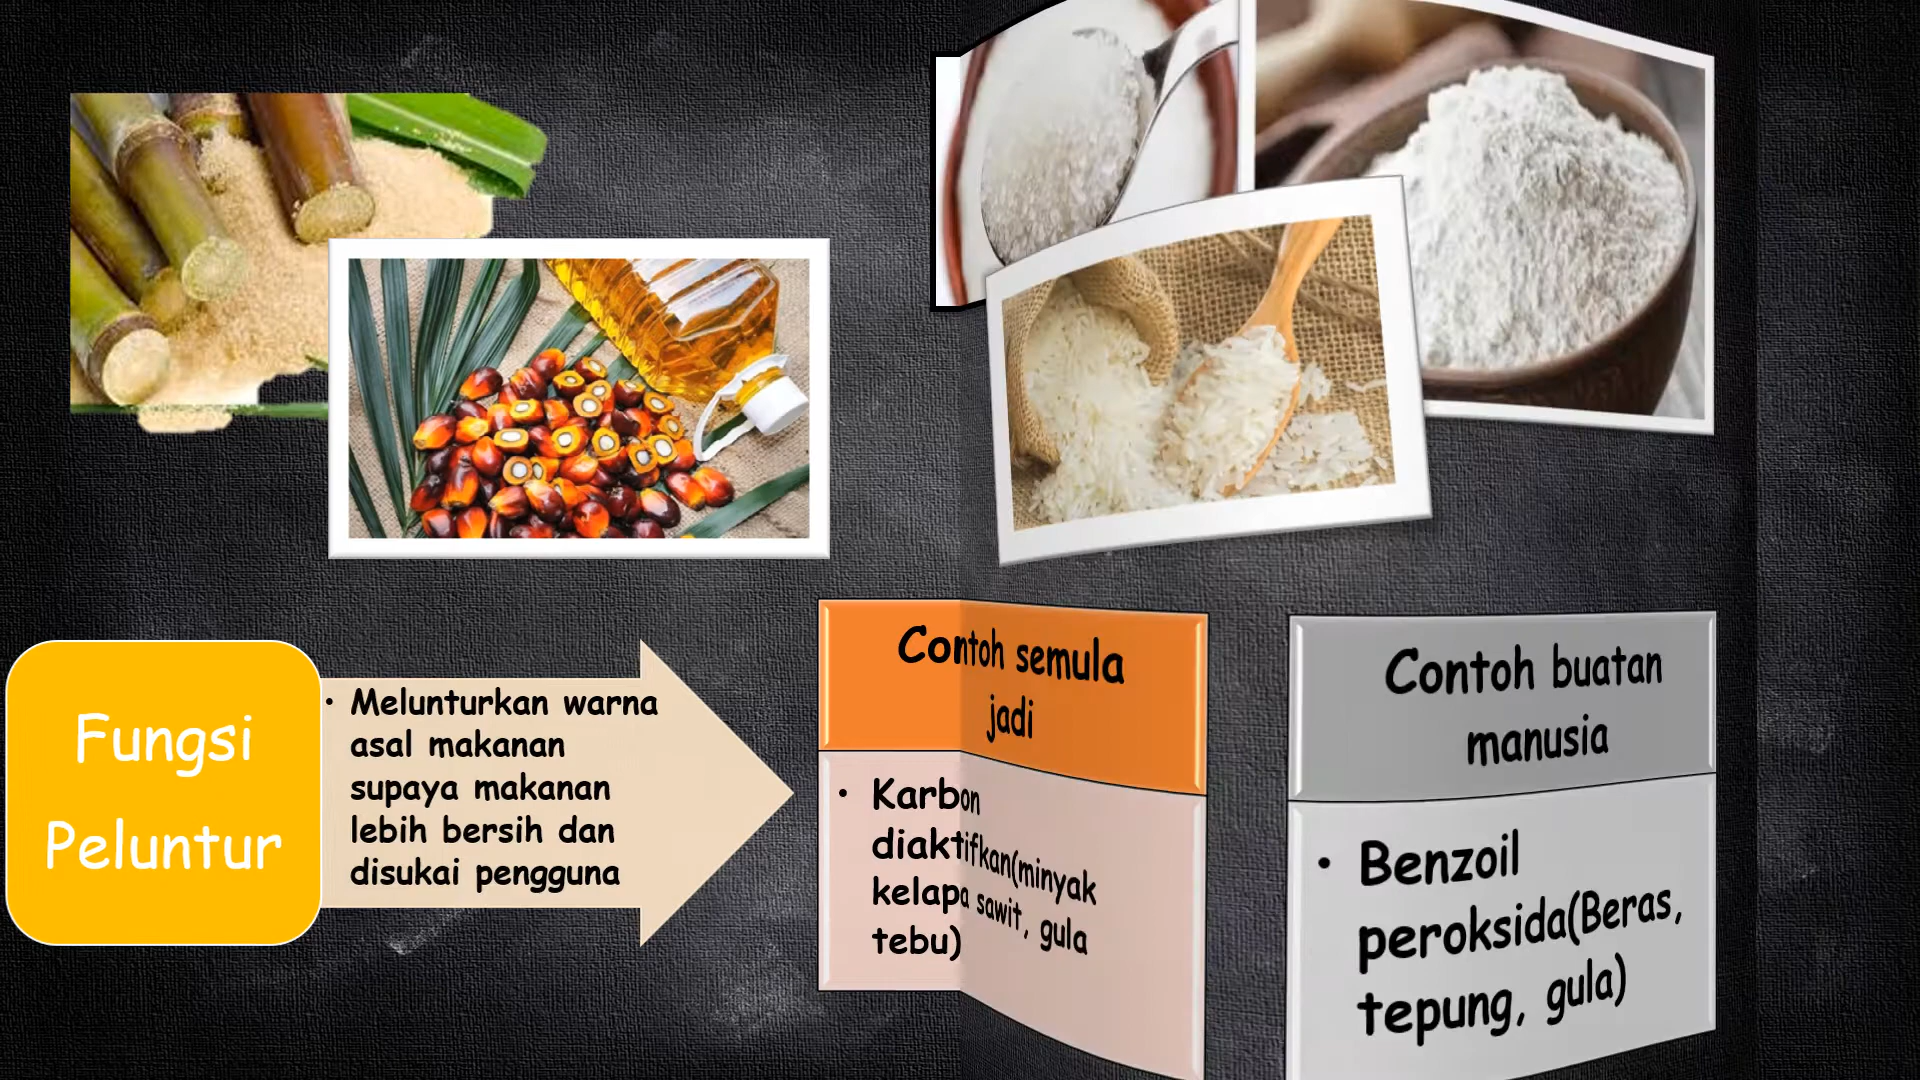 Fungsi
Peluntur
• Melunturkan warna
asal makanan
supaya makanan
lebih bersih dan
disukai pengguna
Contoh semula
jadi
• Karbon
diaktifkan(minyak
kelapa sawit, gula
tebu)
Contoh buatan
manusia
• Benzoil
peroksida(Beras,
tepung, gula)